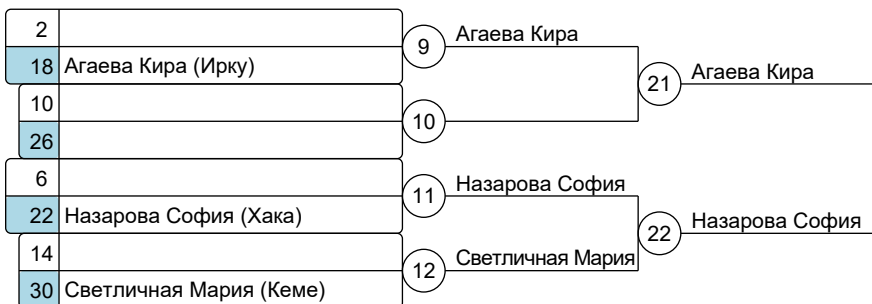 2
9 Агаева Кира
18 Агаева Кира (Ирку)
21 Агаева Кира
10
10
26
6
11 Назарова София
22 Назарова София (Хака)
22 Назарова София
14
12 Светличная Мария
30 Светличная Мария (Кеме)